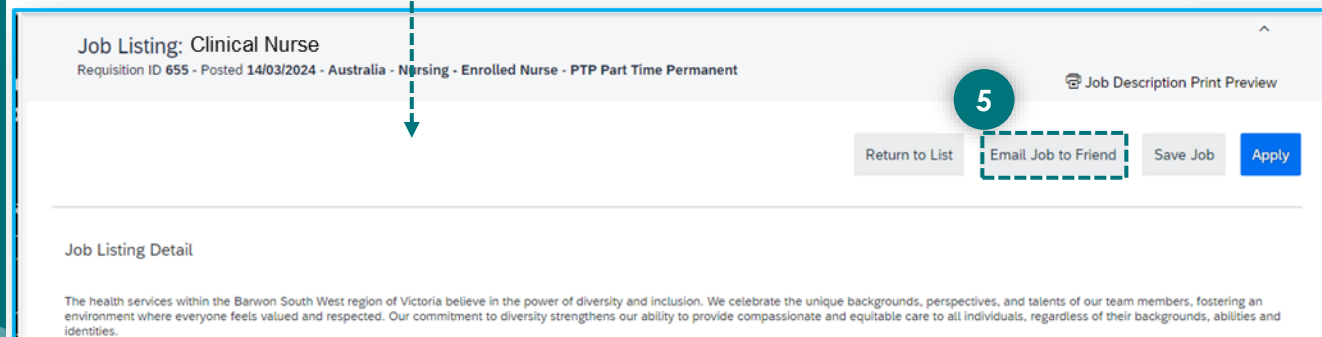 Job Listing: Clinical Nurse
Requisition ID 655 - Posted 14/03/2024 - Australia - Nursing - Enrolled Nurse - PTP Part Time Permanent
Job Description Print Preview
5
Return to List Email Job to Friend Save Job Apply
Job Listing Detail
The health services within the Barwon South West region of Victoria believe in the power of diversity and inclusion. We celebrate the unique backgrounds, perspectives, and talents of our team members, fostering an
environment where everyone feels valued and respected. Our commitment to diversity strengthens our ability to provide compassionate and equitable care to all individuals, regardless of their backgrounds, abilities and
identities.